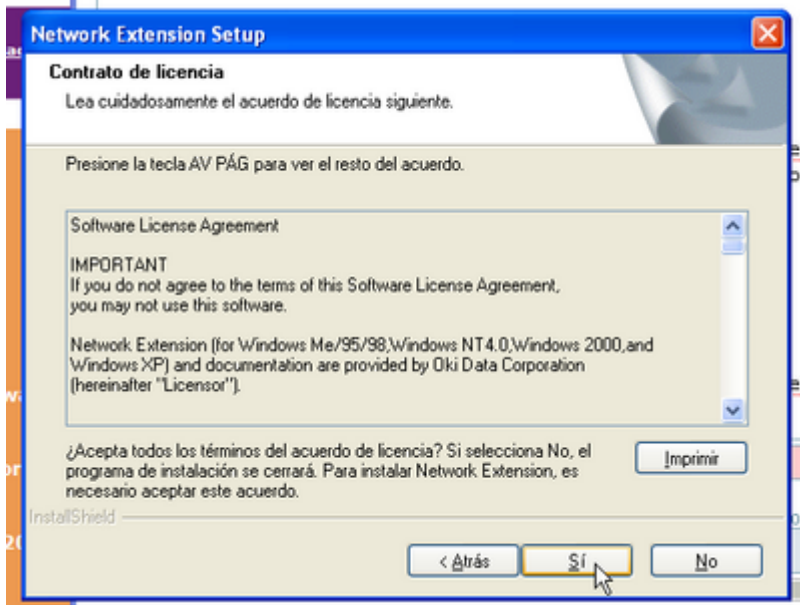 Network Extension Setup
Contrato de licencia
Lea cuidadosamente el acuerdo de licencia siguiente.
Presione la tecla AV PÁG para ver el resto del acuerdo.
Software License Agreement
IMPORTANT
If you do not agree to the terms of this Software License Agreement,
you may not use this software.
Network Extension (for Windows Me/95/98,Windows NT4.0,Windows 2000,and
Windows XP) and documentation are provided by Oki Data Corporation
(hereinafter "Licensor").
¿Acepta todos los términos del acuerdo de licencia? Si selecciona No, el
programa de instalación se cerrará. Para instalar Network Extension, es
necesario aceptar este acuerdo.
Imprimir
InstallShield
< Atrás
Sí
No